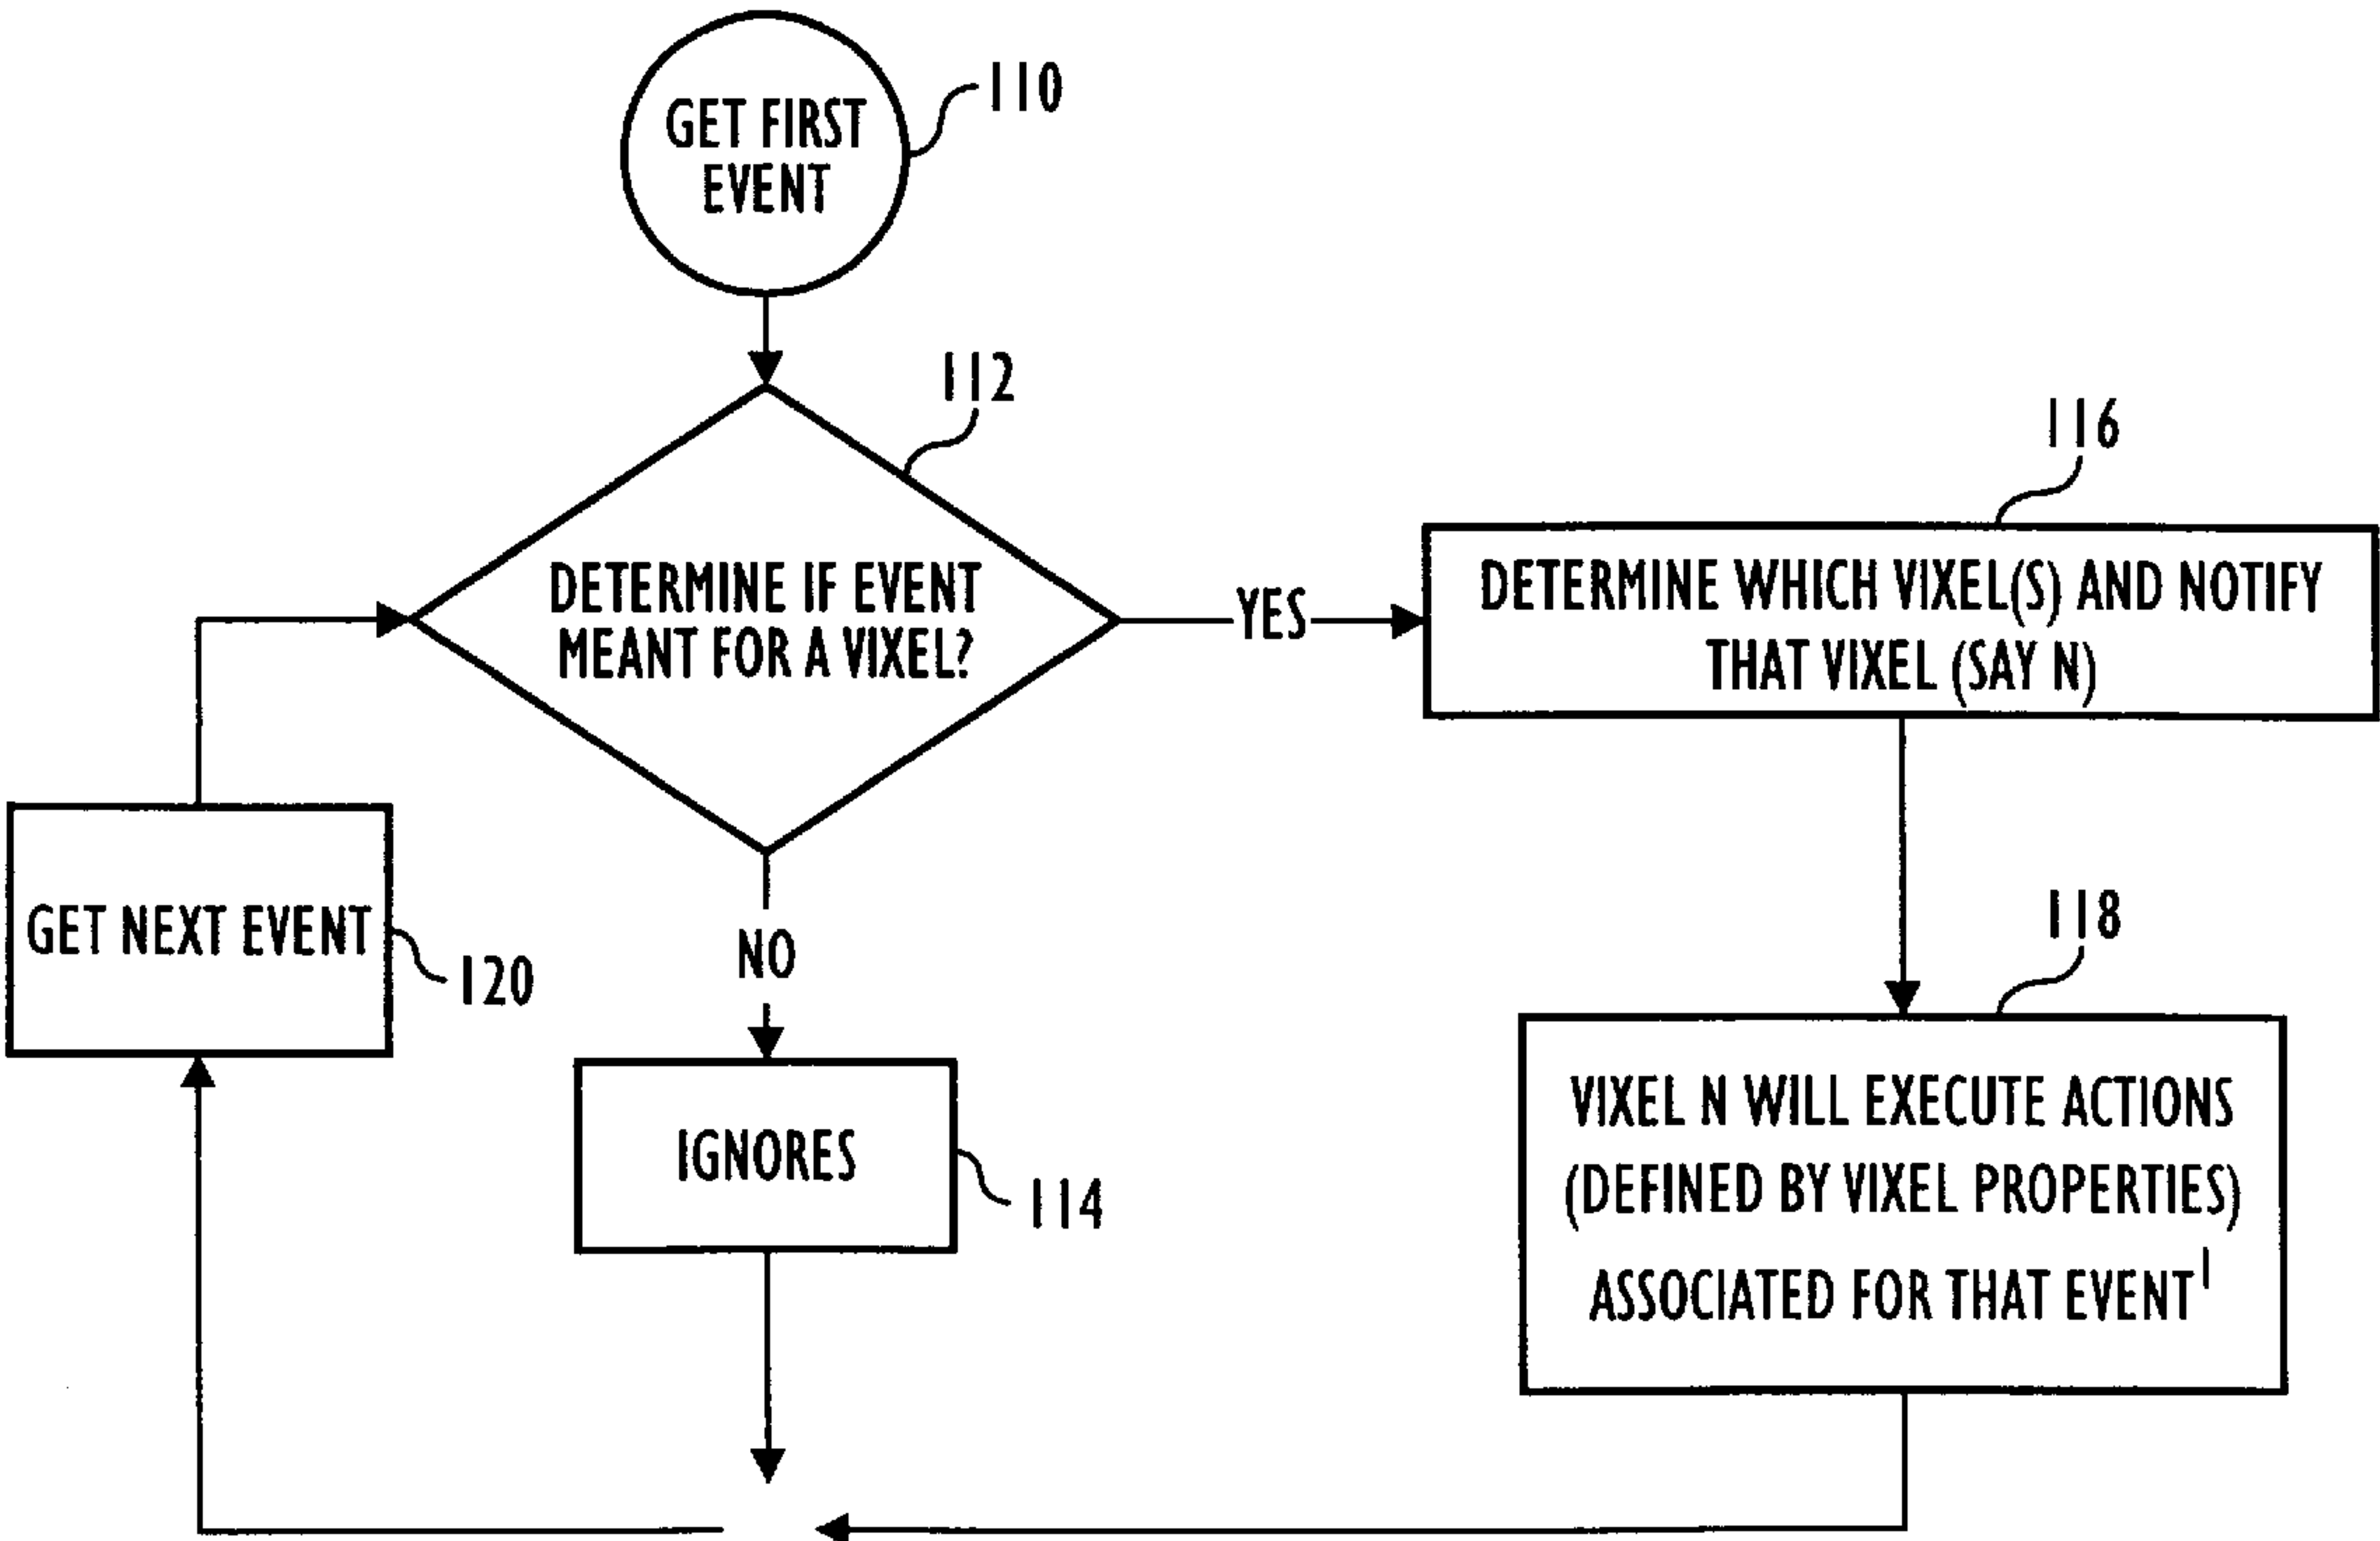 GET FIRST
EVENT
110
112
DETERMINE IF EVENT
MEANT FOR A VIXEL?
YES
116
DETERMINE WHICH VIXEL(S) AND NOTIFY
THAT VIXEL (SAY N)
GET NEXT EVENT
120
NO
118
IGNORES
114
VIXEL N WILL EXECUTE ACTIONS
(DEFINED BY VIXEL PROPERTIES)
ASSOCIATED FOR THAT EVENT¹